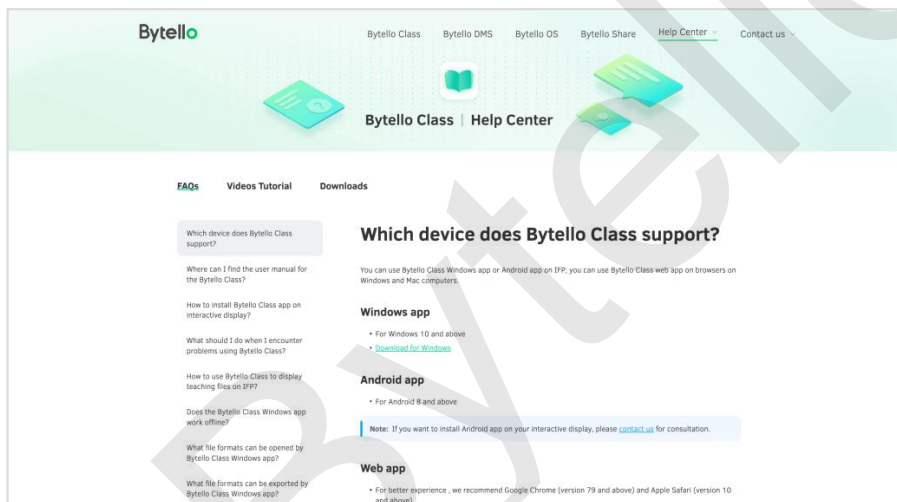 Bytello
Bytello Class
Bytello DMS
Bytello OS
Bytello Share
Help Center
Contact us
Bytello Class | Help Center
FAQs
Videos Tutorial
Downloads
Which device does Bytello Class
support?
Where can I find the user manual for
the Bytello Class?
How to install Bytello Class app on
interactive display?
What should I do when I encounter
problems using Bytello Class?
How to use Bytello Class to display
teaching files on IFP?
Does the Bytello Class Windows app
work offline?
What file formats can be opened by
Bytello Class Windows app?
What file formats can be exported by
Bytello Class Windows app?
Which device does Bytello Class support?
You can use Bytello Class Windows app or Android app on IFP; you can use Bytello Class web app on browsers on
Windows and Mac computers.
Windows app
• For Windows 10 and above
• Download for Windows
Android app
• For Android 8 and above
Note: If you want to install Android app on your interactive display, please contact us for consultation.
Web app
• For better experience , we recommend Google Chrome (version 79 and above) and Apple Safari (version 10
and above)
Bytello